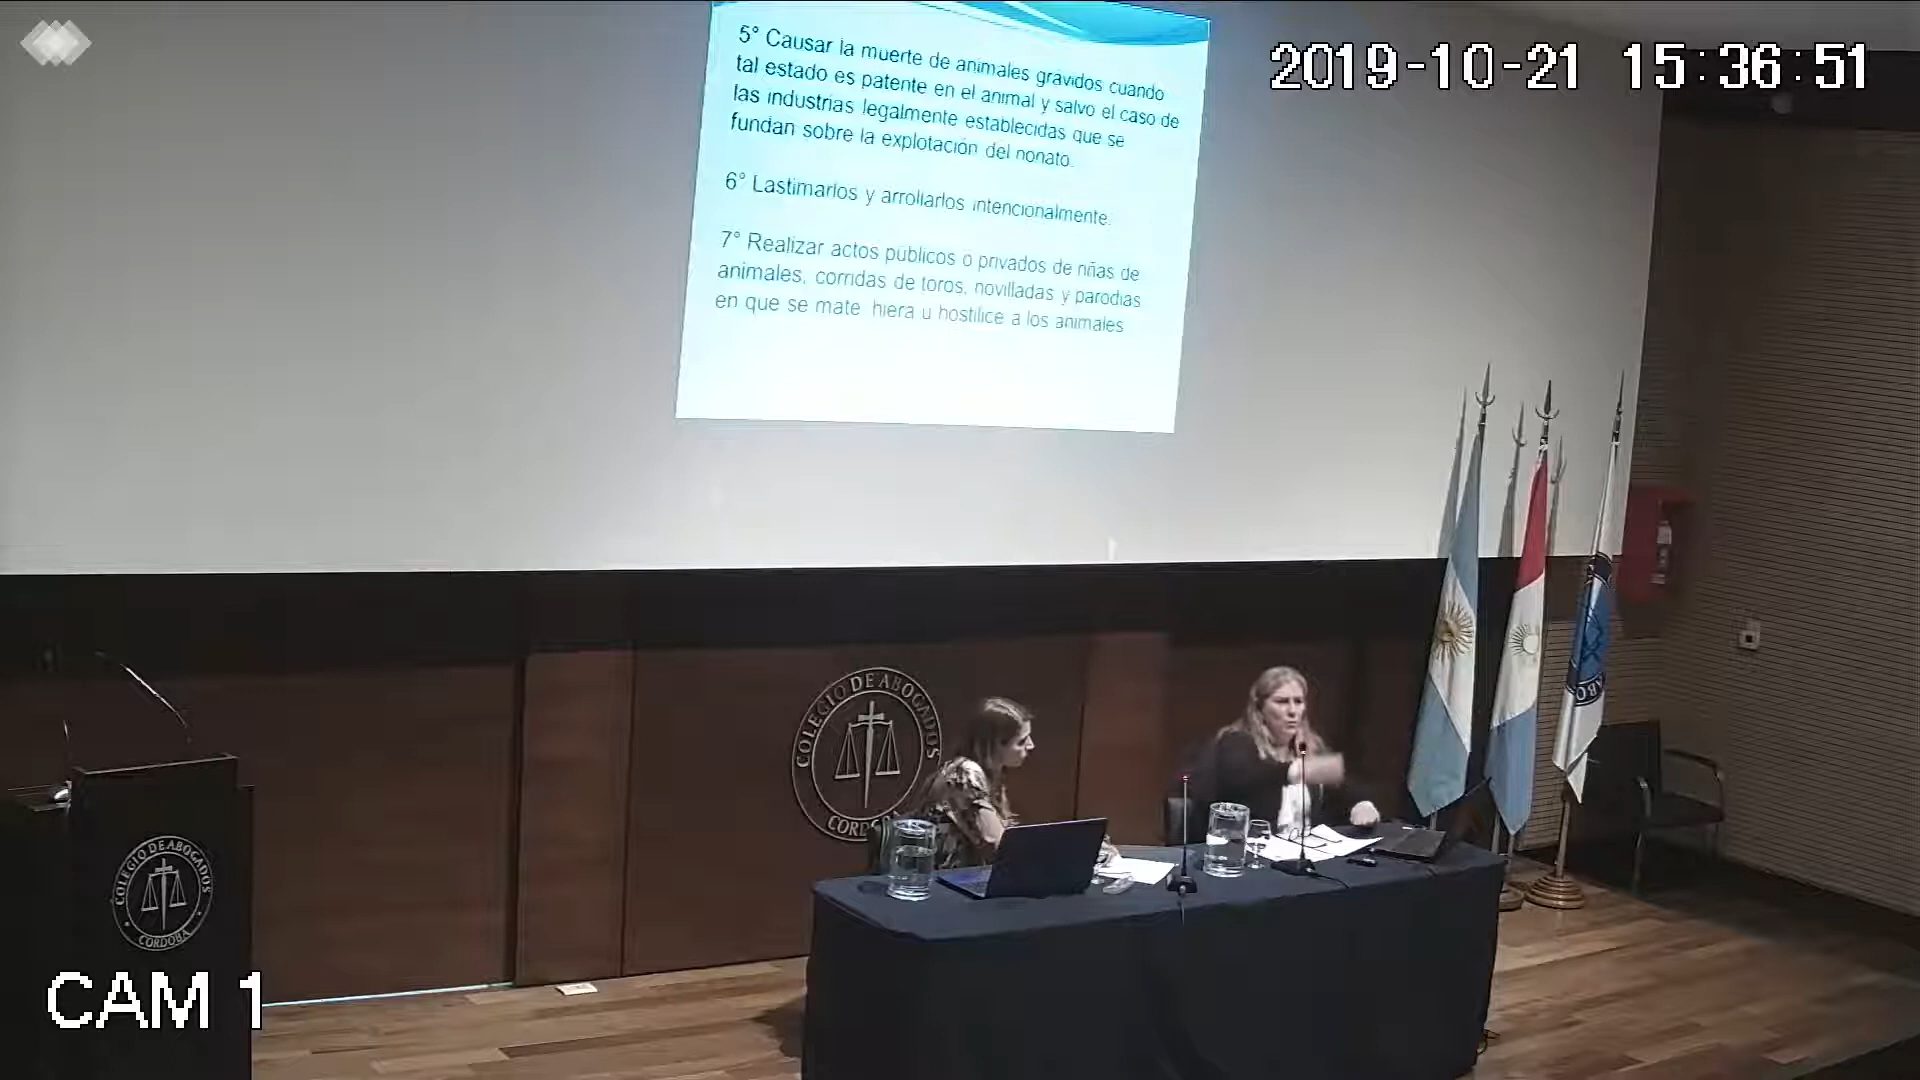 5° Causar la muerte de animales grávidos cuando
tal estado es patente en el animal y salvo el caso de
las industrias legalmente establecidas que se
fundan sobre la explotación del nonato.
6° Lastimarlos y arrollarlos intencionalmente.
7° Realizar actos públicos o privados de riñas de
animales, corridas de toros, novilladas y parodias
en que se mate hiera u hostilice a los animales
2019-10-21 15:36:51
COLEGIO DE ABOGADOS
COLEGIO DE ABOGADOS
CORDOBA
CAM 1